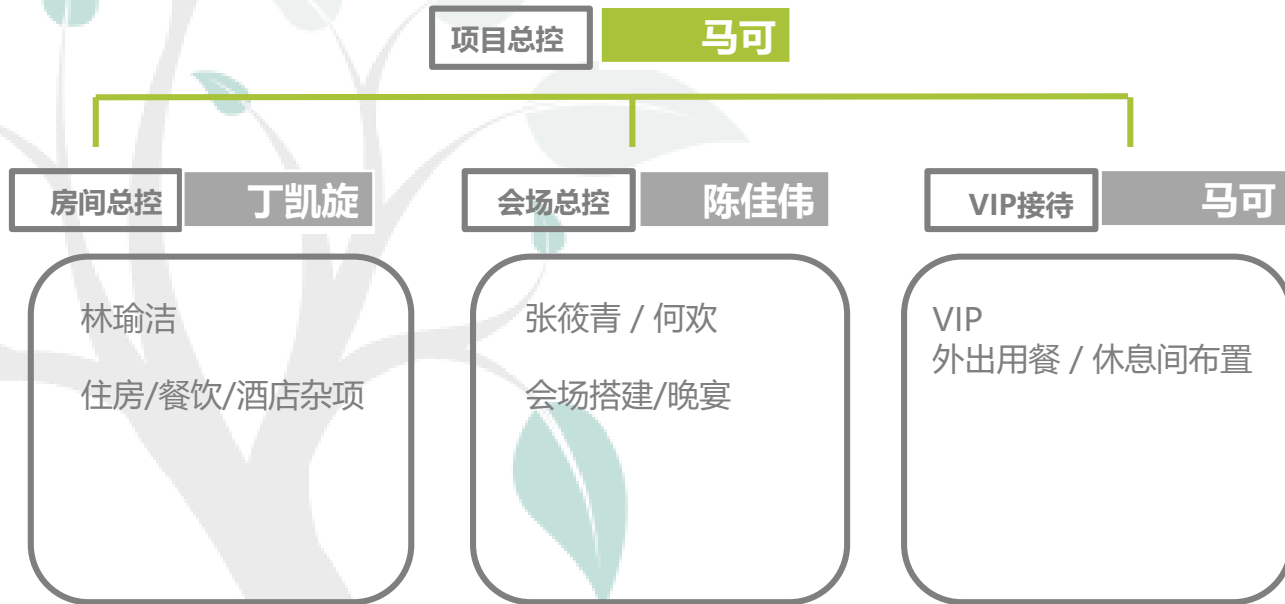 项目总控 马可
房间总控 丁凯旋
会场总控 陈佳伟
VIP接待 马可
林瑜洁
住房/餐饮/酒店杂项
张筱青 / 何欢
会场搭建/晚宴
VIP
外出用餐 / 休息间布置